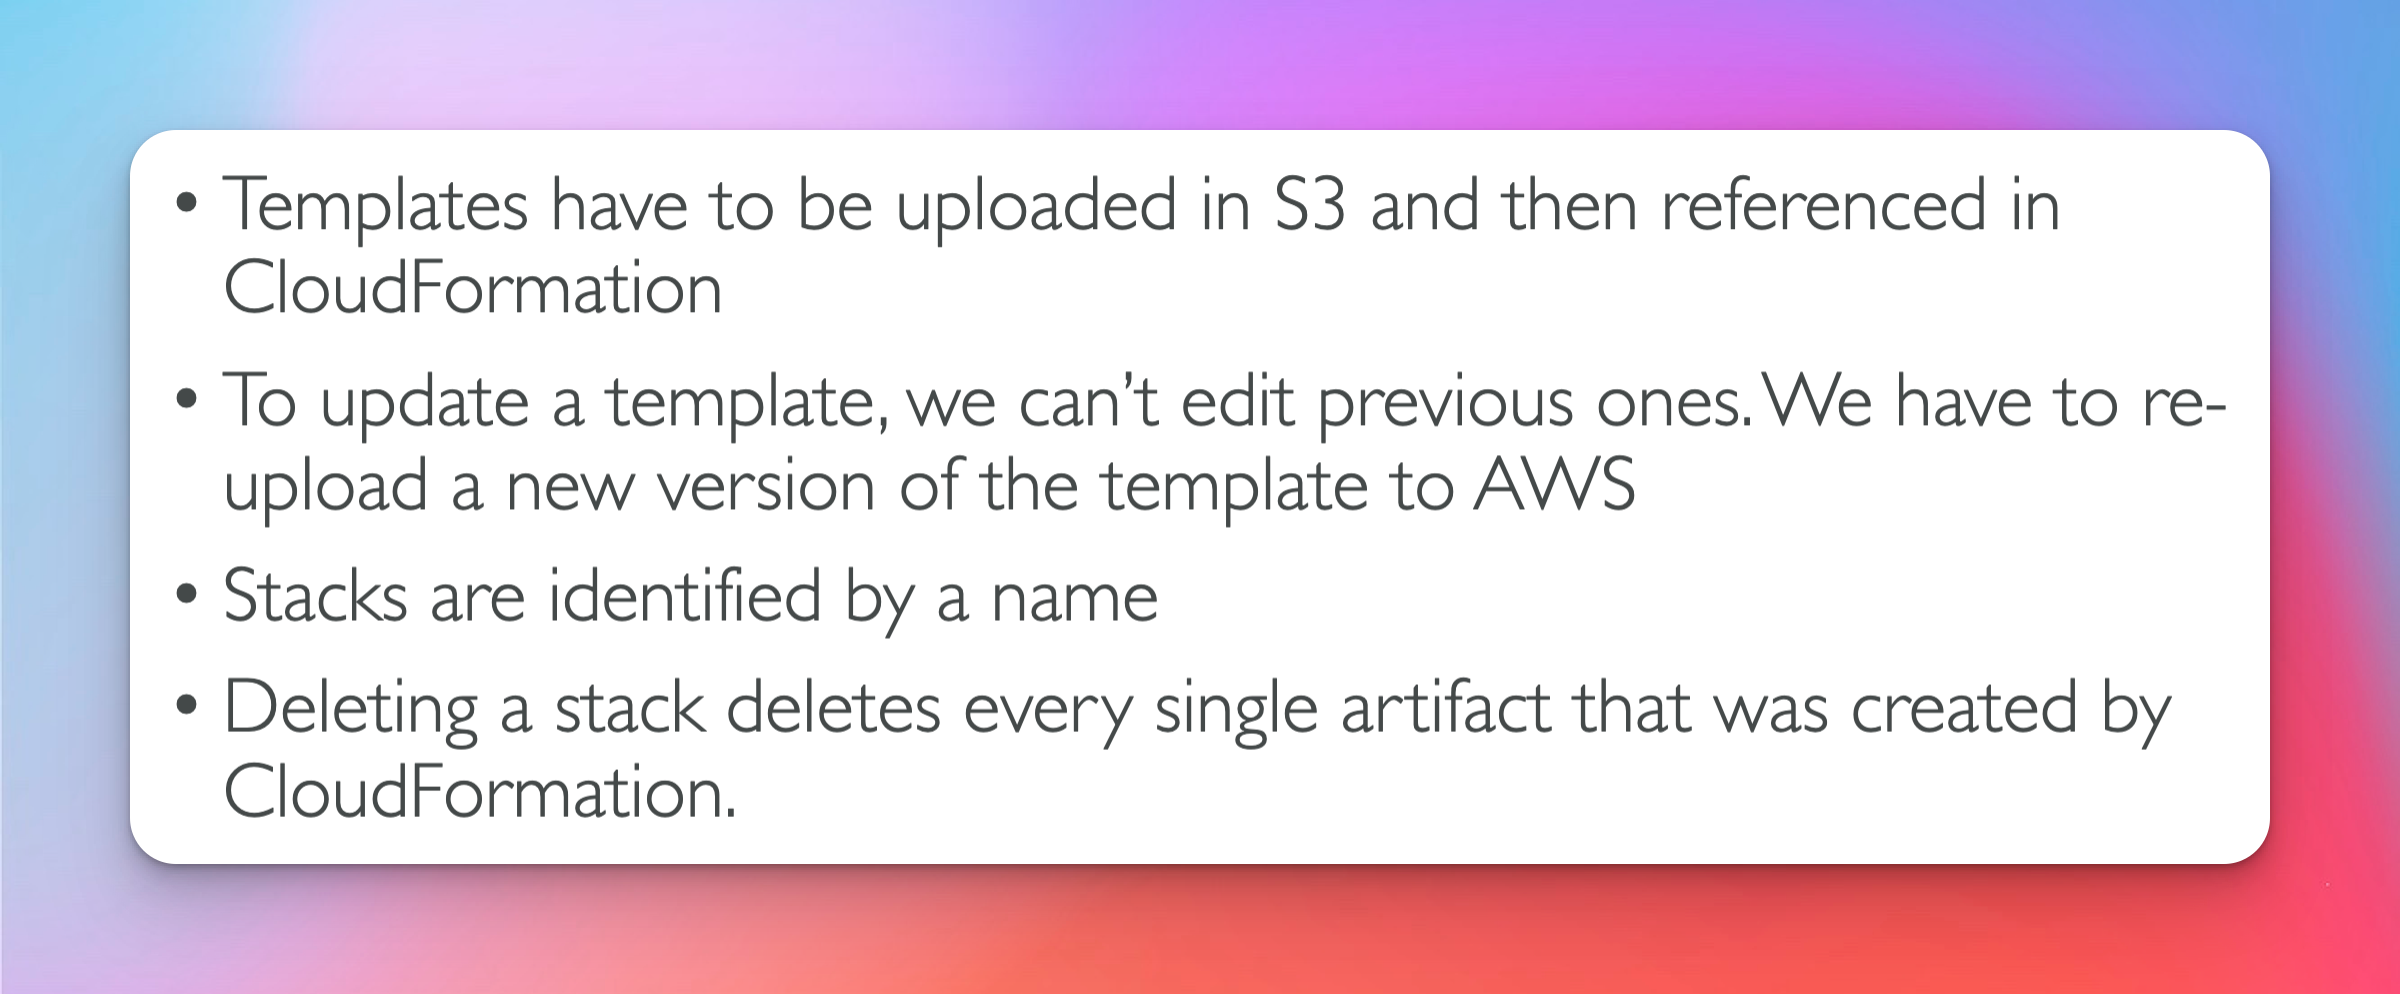 • Templates have to be uploaded in S3 and then referenced in
CloudFormation
• To update a template, we can’t edit previous ones. We have to re-
upload a new version of the template to AWS
• Stacks are identified by a name
• Deleting a stack deletes every single artifact that was created by
CloudFormation.